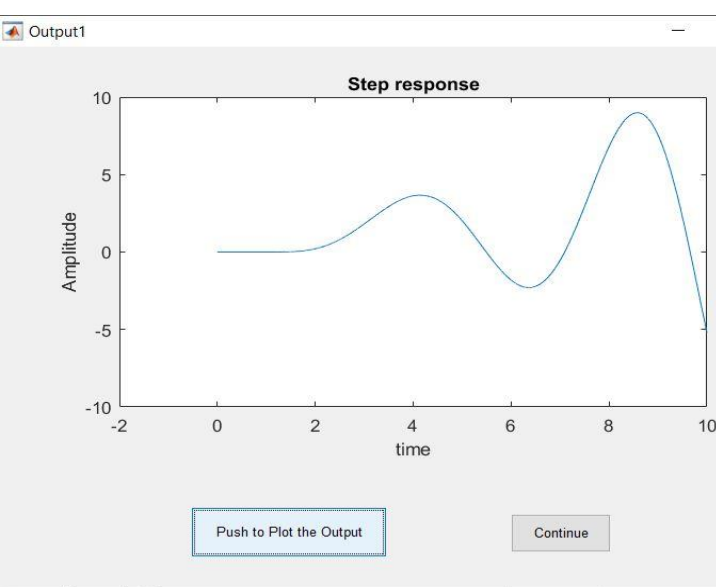 Output1
Step response
10
5
0
-5
-10
Amplitude
-2 0 2 4 6 8 10
time
Push to Plot the Output Continue